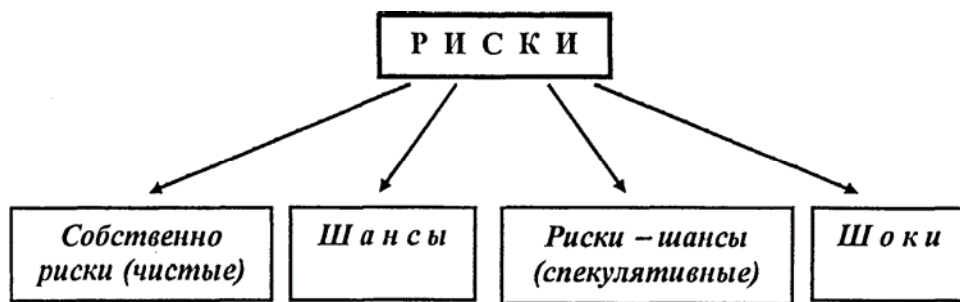 Р И С К И
Собственно
риски (чистые)
Ш а н с ы
Риски – шансы
(спекулятивные)
Ш о к и